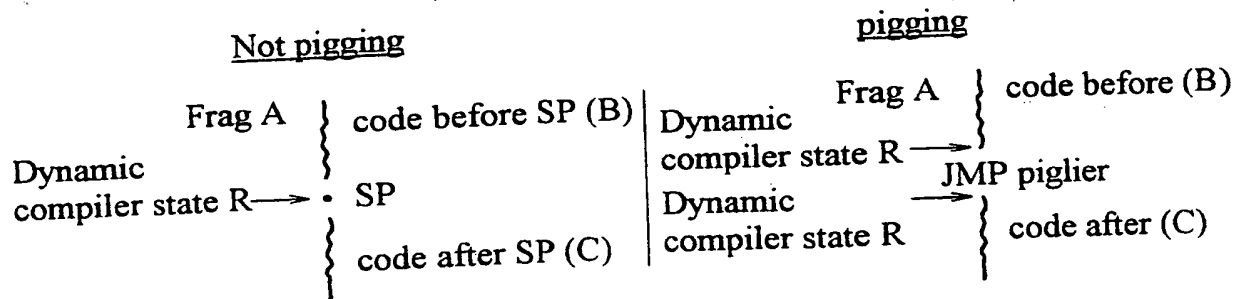 Not pigging
Frag A
code before SP (B)
Dynamic
compiler state R
SP
code after SP (C)
pigging
Frag A
code before (B)
Dynamic
compiler state R
JMP piglier
Dynamic
compiler state R
code after (C)